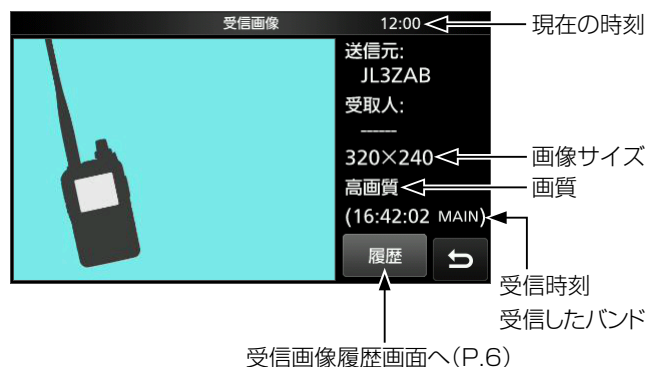 受信画像 12:00
現在の時刻
送信元:
JL3ZAB
受取人:
------
320×240
画像サイズ
高画質
画質
(16:42:02 MAIN)
履歴
受信時刻
受信したバンド
受信画像履歴画面へ(P.6)